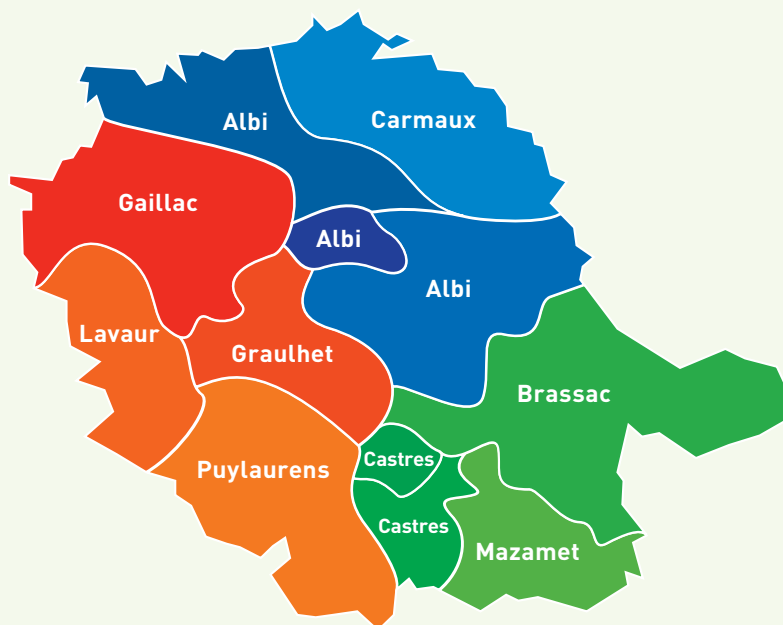 Albi
Carmaux
Gaillac
Albi
Albi
Lavaur
Graulhet
Brassac
Castres
Puylaurens
Castres
Mazamet